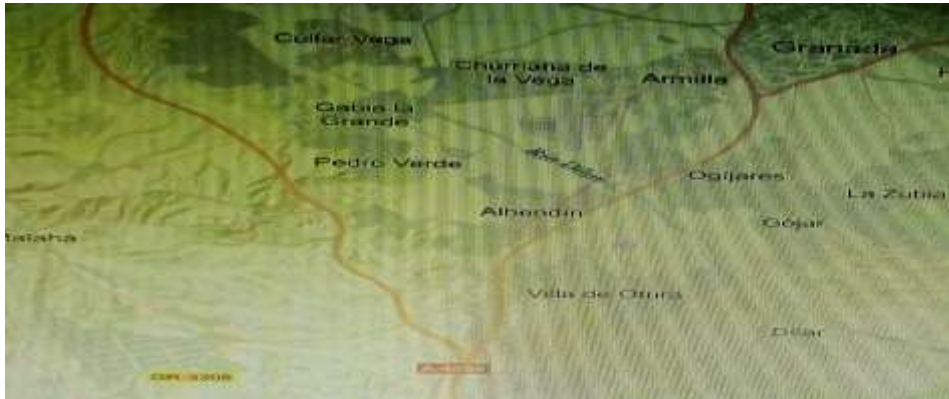 Granada
Cúllar Vega
Churriana de
la Vega
Armilla
Gabia la
Grande
Pedro Verde
Ogíjares
La Zubia
Alhendín
Gójar
Villa de Otura
Dílar